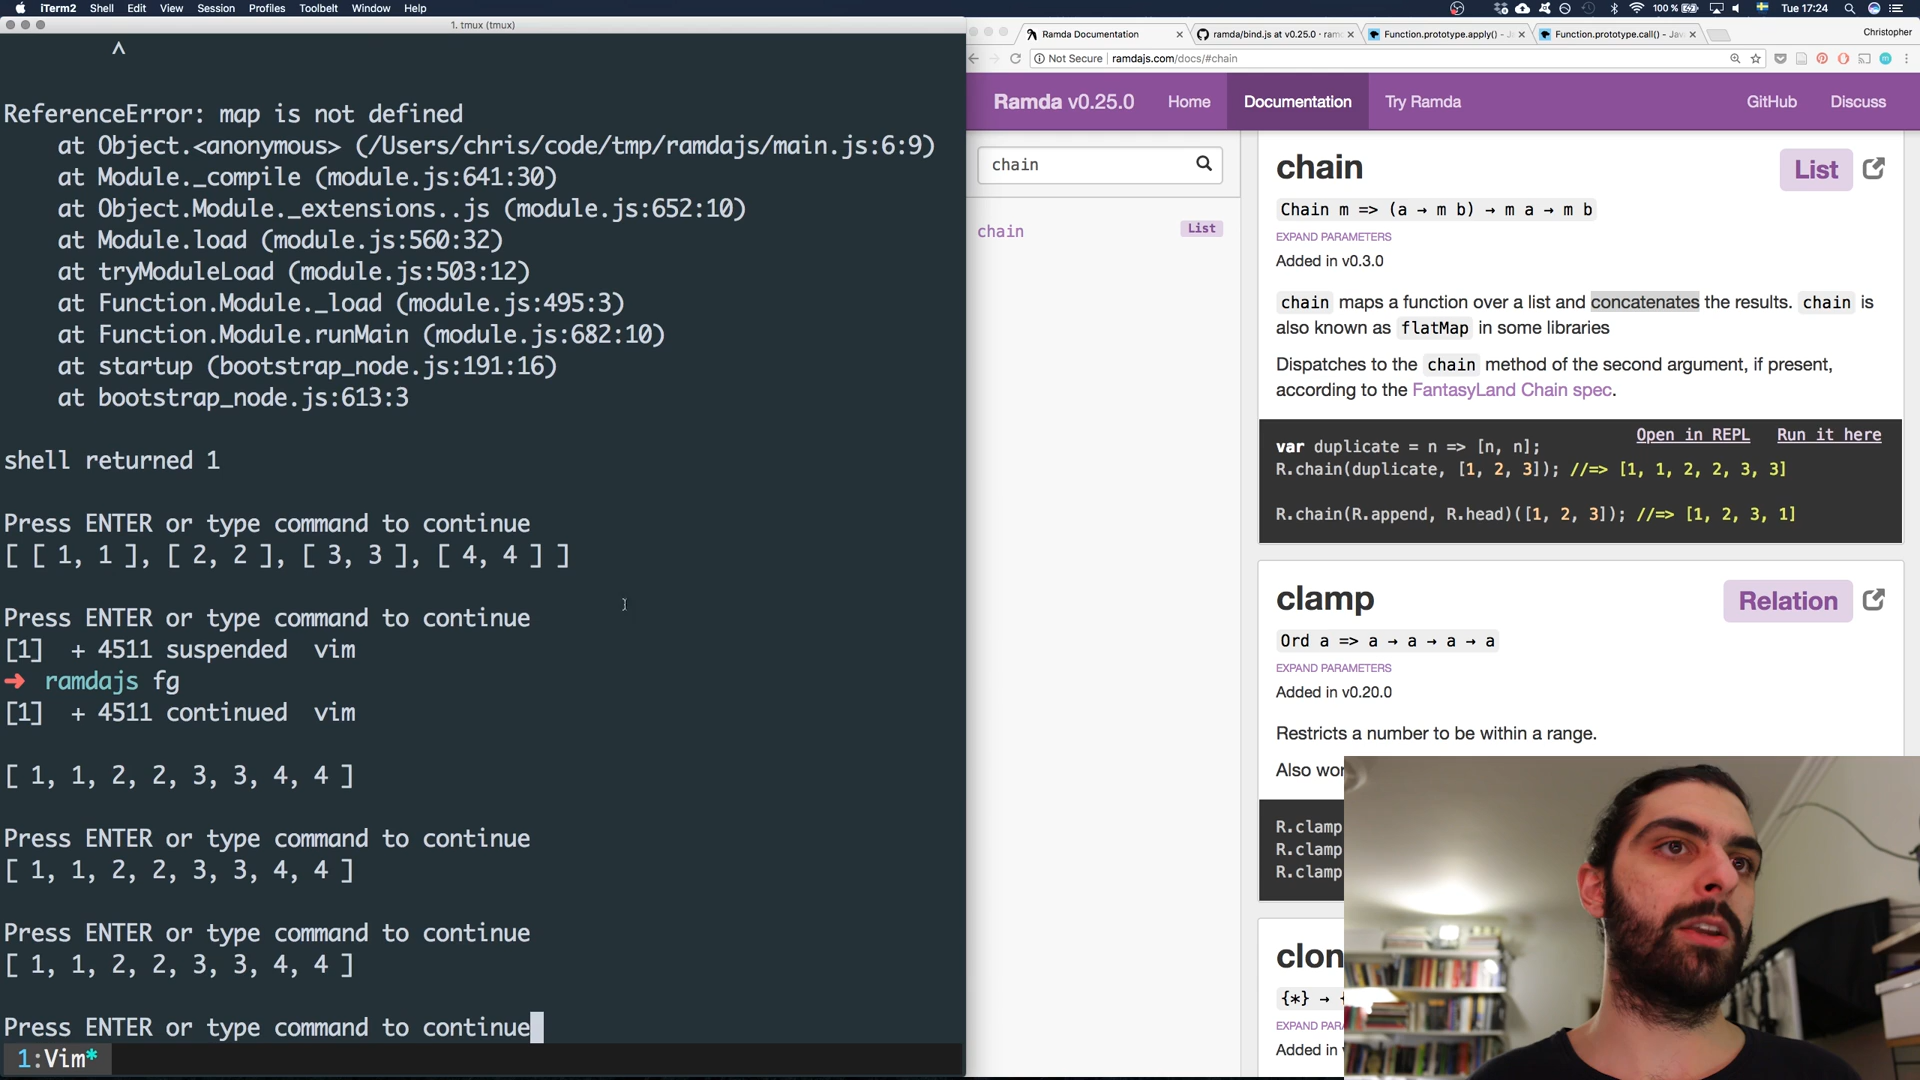 iTerm2 Shell Edit View Session Profiles Toolbelt Window Help
100 % Tue 17:24
1. tmux (tmux)
^
ReferenceError: map is not defined
at Object.<anonymous> (/Users/chris/code/tmp/ramdajs/main.js:6:9)
at Module._compile (module.js:641:30)
at Object.Module._extensions..js (module.js:652:10)
at Module.load (module.js:560:32)
at tryModuleLoad (module.js:503:12)
at Function.Module._load (module.js:495:3)
at Function.Module.runMain (module.js:682:10)
at startup (bootstrap_node.js:191:16)
at bootstrap_node.js:613:3
shell returned 1
Press ENTER or type command to continue
[ [ 1, 1 ], [ 2, 2 ], [ 3, 3 ], [ 4, 4 ] ]
Press ENTER or type command to continue
[1]  + 4511 suspended  vim
➜  ramdajs fg
[1]  + 4511 continued  vim
[ 1, 1, 2, 2, 3, 3, 4, 4 ]
Press ENTER or type command to continue
[ 1, 1, 2, 2, 3, 3, 4, 4 ]
Press ENTER or type command to continue
[ 1, 1, 2, 2, 3, 3, 4, 4 ]
Press ENTER or type command to continue
1:Vim*
Ramda Documentation
ramda/bind.js at v0.25.0 · ram
Function.prototype.apply() - J
Function.prototype.call() - Jav
Christopher
Not Secure ramdajs.com/docs/#chain
Ramda v0.25.0 Home Documentation Try Ramda GitHub Discuss
chain
chain List
chain List
Chain m => (a → m b) → m a → m b
EXPAND PARAMETERS
Added in v0.3.0
chain maps a function over a list and concatenates the results. chain is
also known as flatMap in some libraries
Dispatches to the chain method of the second argument, if present,
according to the FantasyLand Chain spec.
Open in REPL Run it here
var duplicate = n => [n, n];
R.chain(duplicate, [1, 2, 3]); //=> [1, 1, 2, 2, 3, 3]
R.chain(R.append, R.head)([1, 2, 3]); //=> [1, 2, 3, 1]
clamp Relation
Ord a => a → a → a → a
EXPAND PARAMETERS
Added in v0.20.0
Restricts a number to be within a range.
Also wor
R.clamp
R.clamp
R.clamp
clon
{*} →
EXPAND PARA
Added in